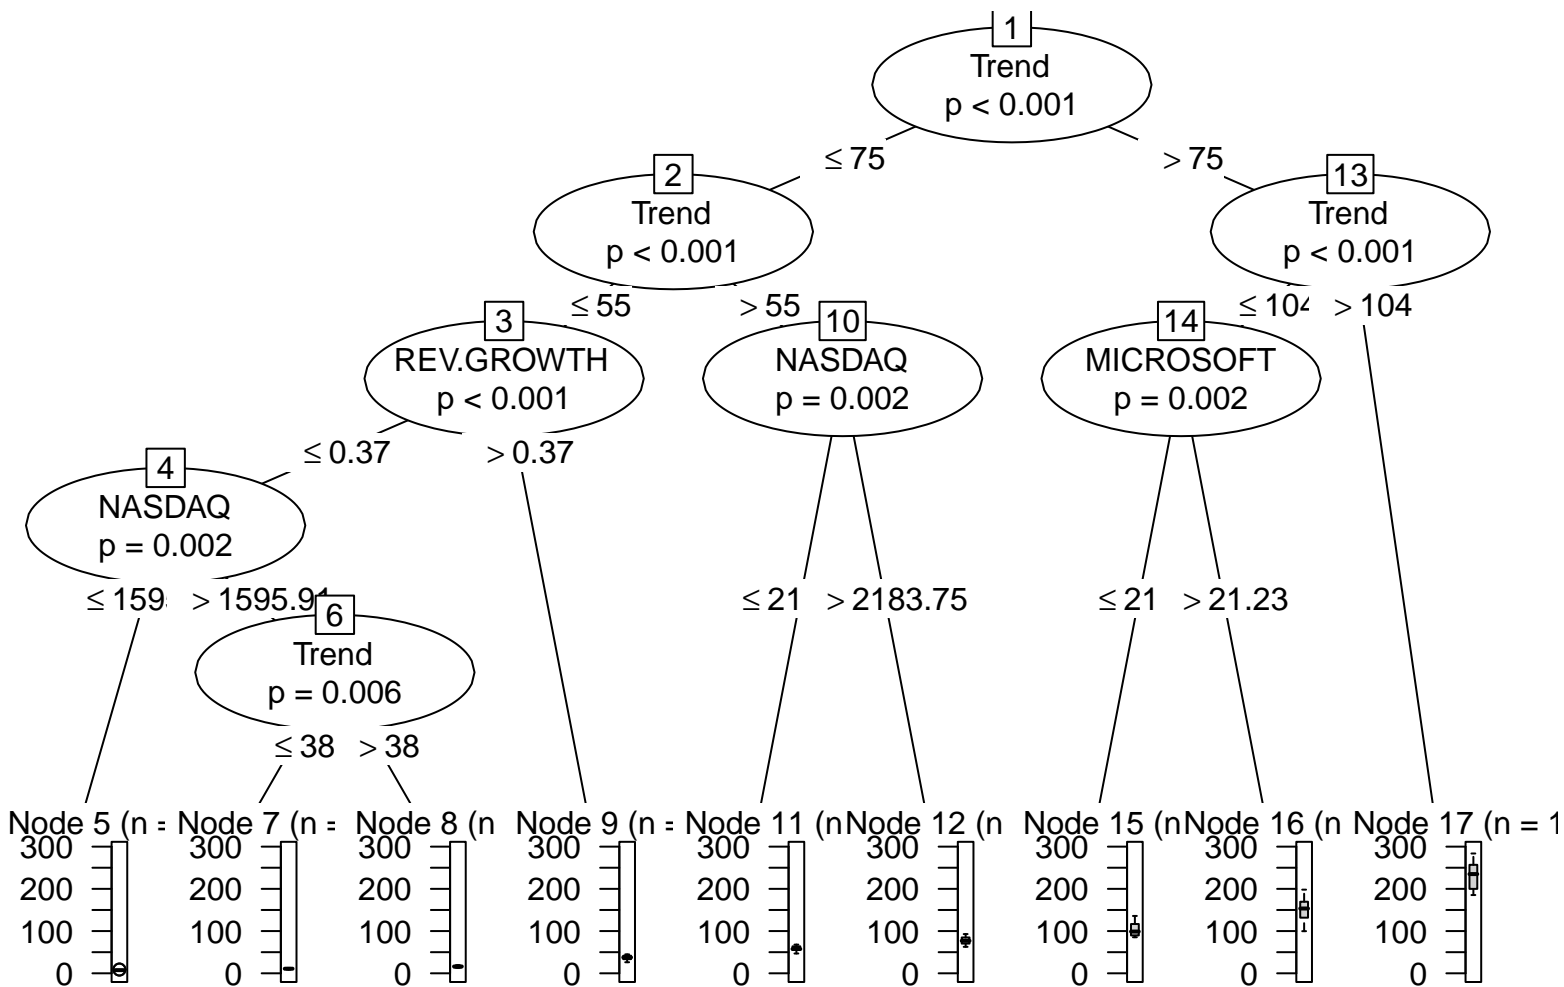 1
Trend
p < 0.001
≤ 75
> 75
2
Trend
p < 0.001
13
Trend
p < 0.001
≤ 55
> 55
≤ 104
> 104
3
REV.GROWTH
p < 0.001
10
NASDAQ
p = 0.002
14
MICROSOFT
p = 0.002
≤ 0.37
> 0.37
4
NASDAQ
p = 0.002
≤ 159
> 1595.91
≤ 21
> 2183.75
≤ 21
> 21.23
6
Trend
p = 0.006
≤ 38
> 38
Node 5 (n =
Node 7 (n =
Node 8 (n
Node 9 (n =
Node 11 (n
Node 12 (n
Node 15 (n
Node 16 (n
Node 17 (n = 1
300 300 300 300 300 300 300 300 300
200 200 200 200 200 200 200 200 200
100 100 100 100 100 100 100 100 100
0 0 0 0 0 0 0 0 0